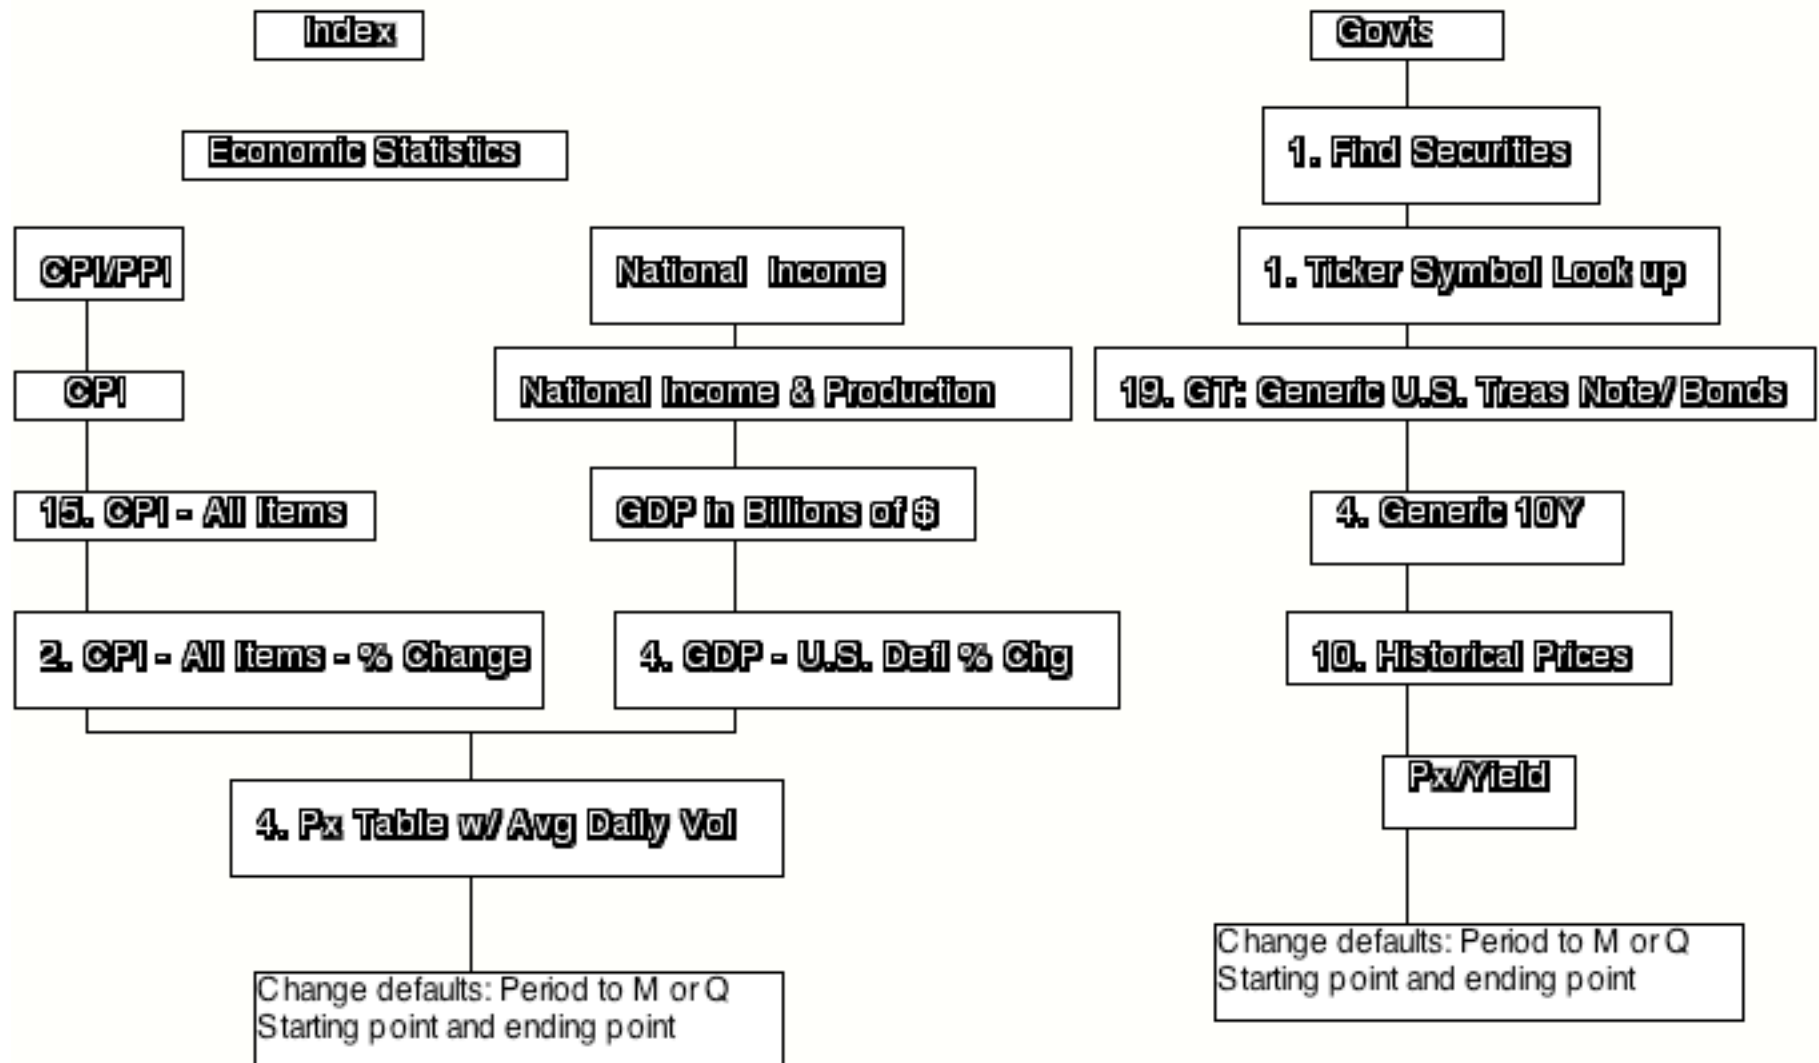 Index
Economic Statistics
CPI/PPI
CPI
15. CPI - All Items
2. CPI - All Items - % Change
National Income
National Income & Production
GDP in Billions of $
4. GDP - U.S. Defl % Chg
4. Px Table w/ Avg Daily Vol
Change defaults: Period to M or Q
Starting point and ending point
Govts
1. Find Securities
1. Ticker Symbol Look up
19. GT: Generic U.S. Treas Note/ Bonds
4. Generic 10Y
10. Historical Prices
Px/Yield
Change defaults: Period to M or Q
Starting point and ending point